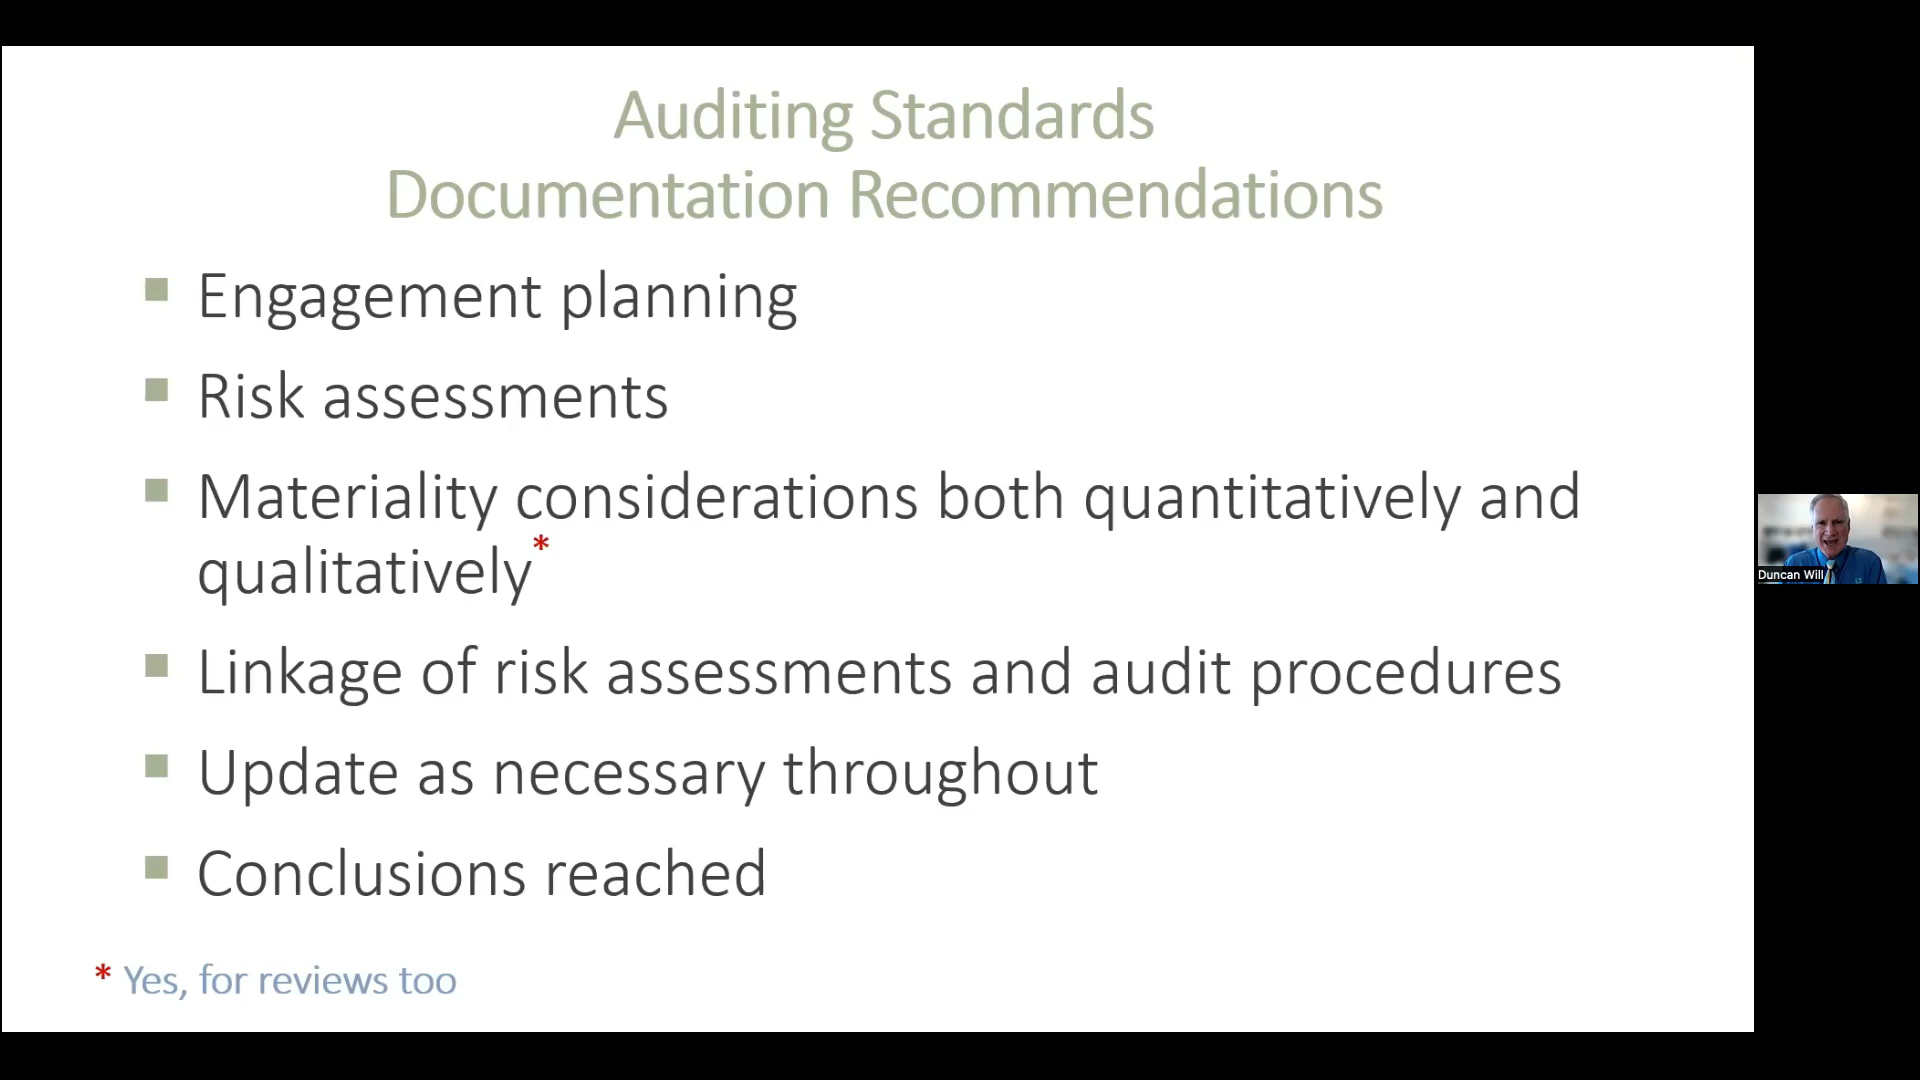 Auditing Standards
Documentation Recommendations
Engagement planning
Risk assessments
Materiality considerations both quantitatively and
qualitatively*
Linkage of risk assessments and audit procedures
Update as necessary throughout
Conclusions reached
* Yes, for reviews too
Duncan Will